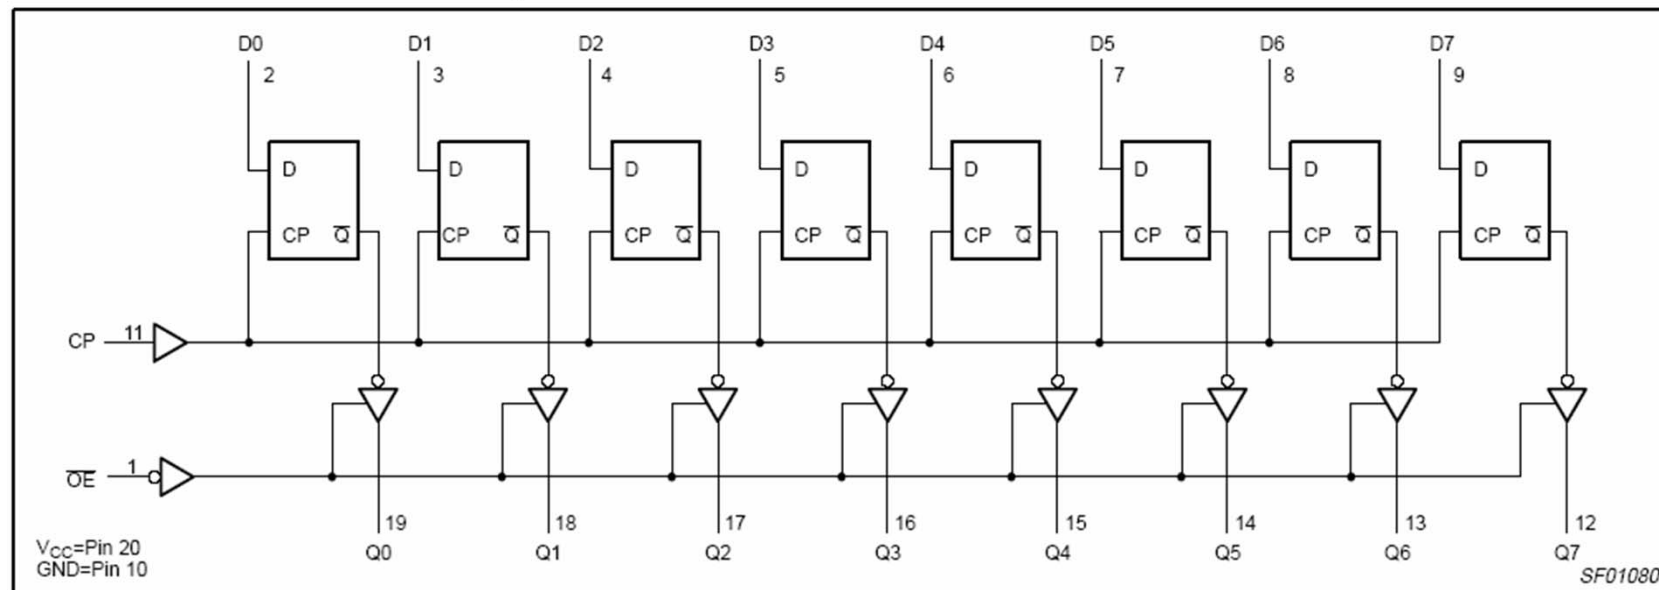 D0 D1 D2 D3 D4 D5 D6 D7
2 3 4 5 6 7 8 9
D D D D D D D D
CP Q̅ CP Q̅ CP Q̅ CP Q̅ CP Q̅ CP Q̅ CP Q̅ CP Q̅
CP 11
O̅E̅ 1
19 18 17 16 15 14 13 12
Q0 Q1 Q2 Q3 Q4 Q5 Q6 Q7
VCC=Pin 20
GND=Pin 10
SF01080